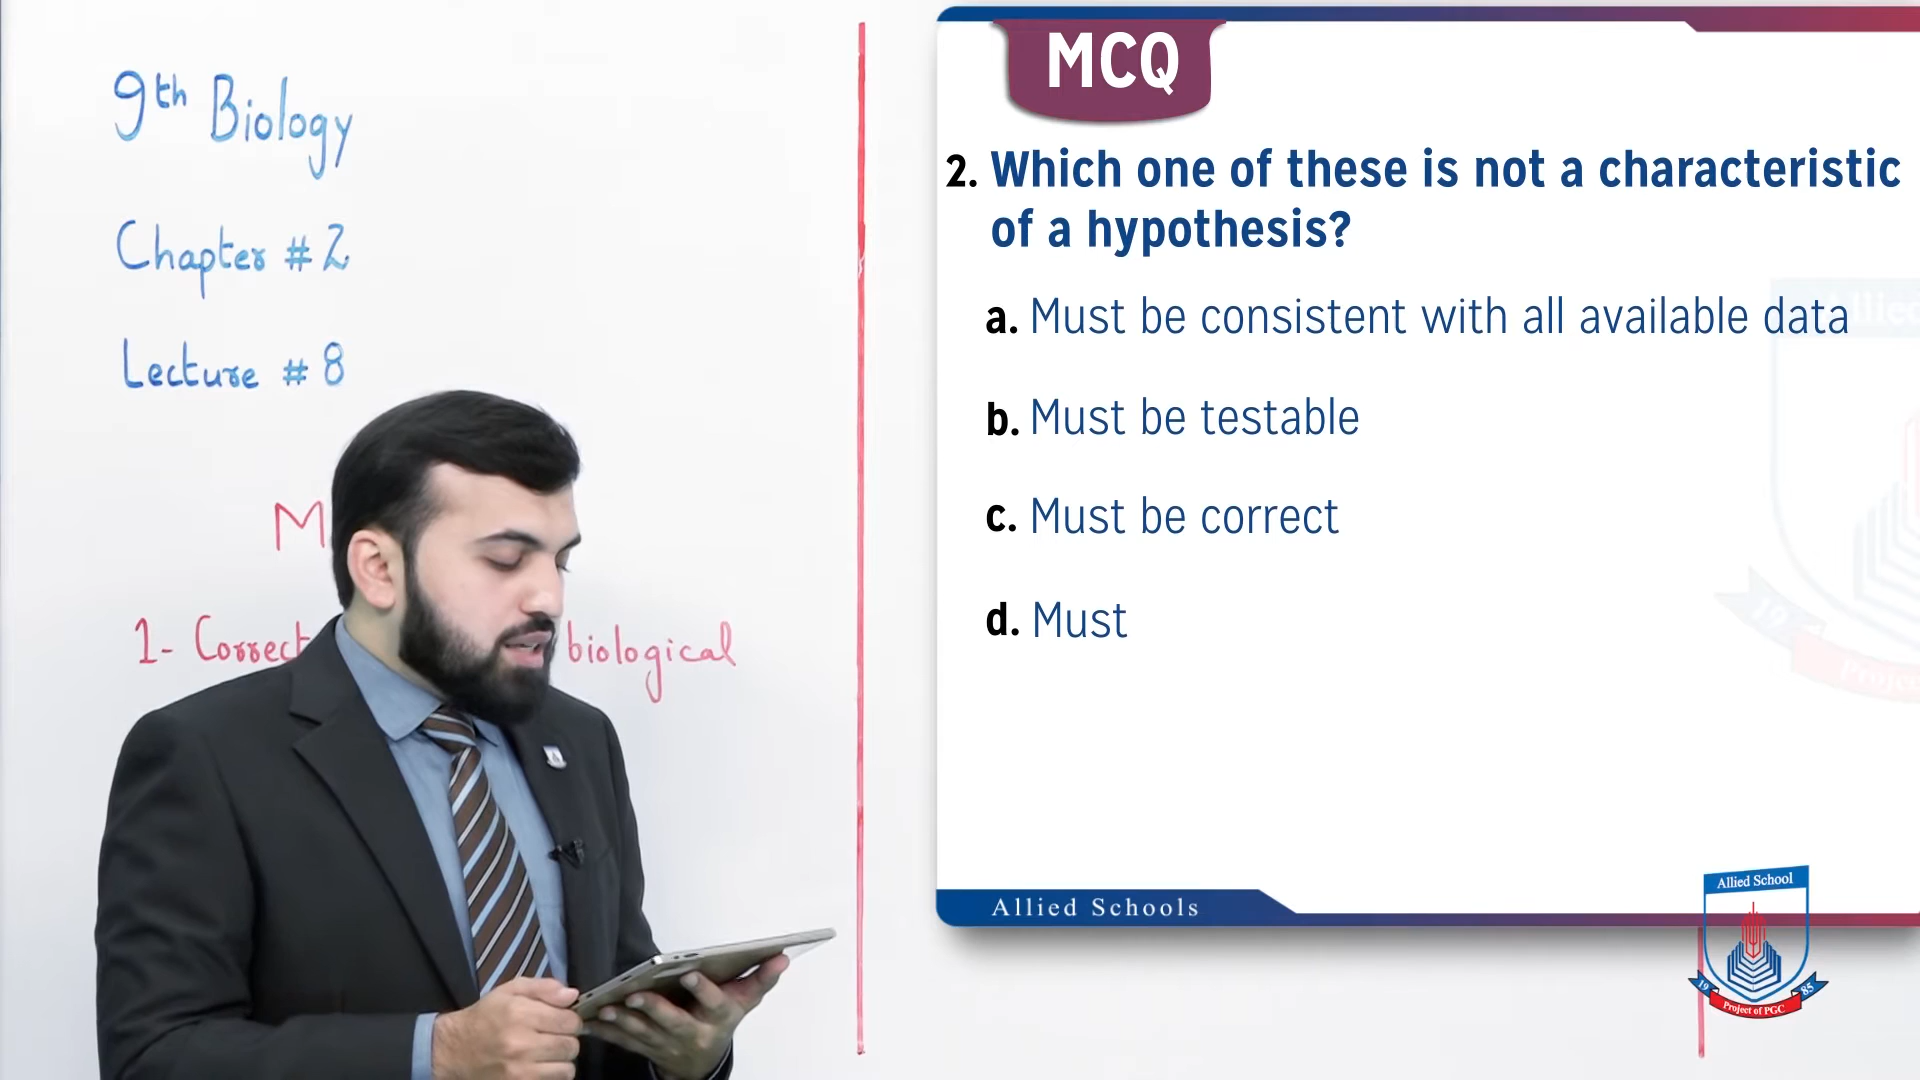 9th Biology
Chapter # 2
Lecture # 8
M
1- Correct biological
MCQ
2. Which one of these is not a characteristic
of a hypothesis?
a. Must be consistent with all available data
b. Must be testable
c. Must be correct
d. Must
Allied Schools
Allied School
19 85
Project of PGC